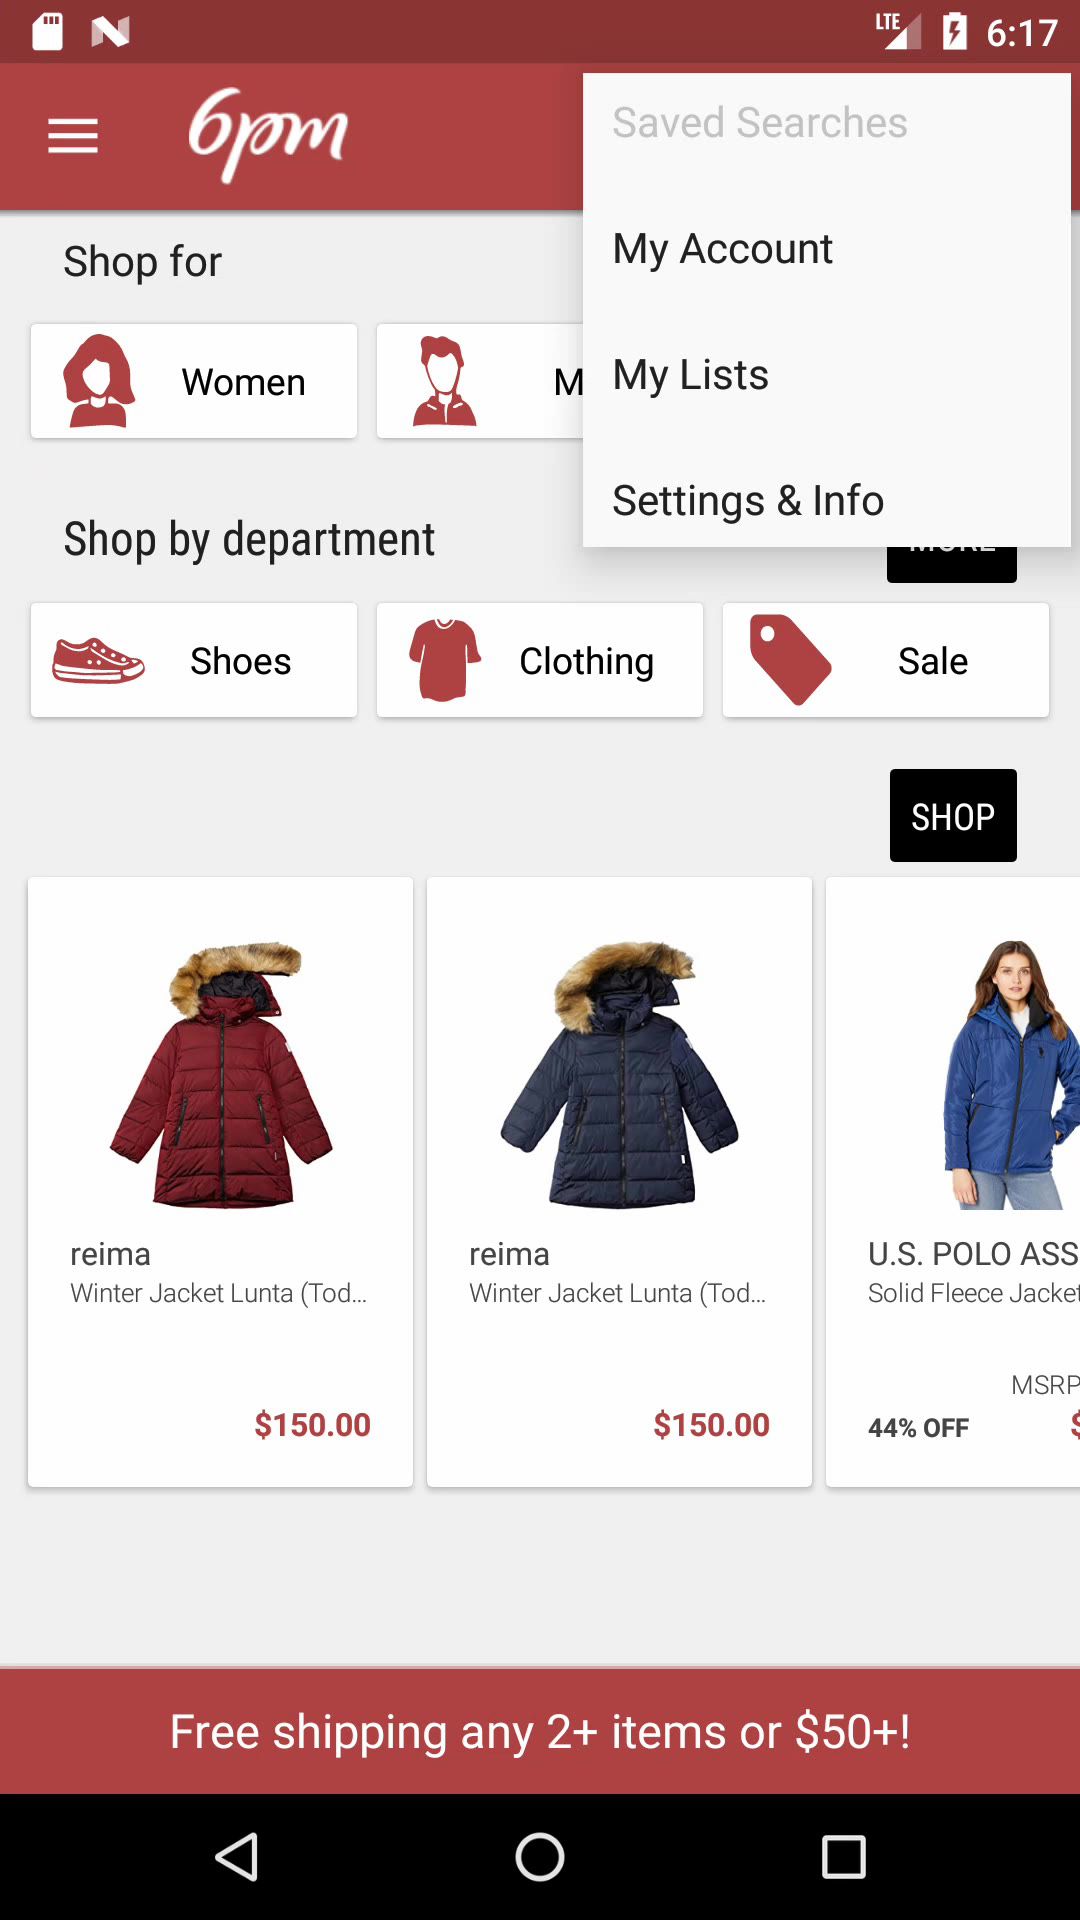 LTE 6:17
6pm
Saved Searches
My Account
My Lists
Settings & Info
Shop for
Women
M
Shop by department
MORE
Shoes
Clothing
Sale
SHOP
reima
Winter Jacket Lunta (Tod...
$150.00
reima
Winter Jacket Lunta (Tod...
$150.00
U.S. POLO ASS
Solid Fleece Jacket
MSRP
44% OFF $
Free shipping any 2+ items or $50+!